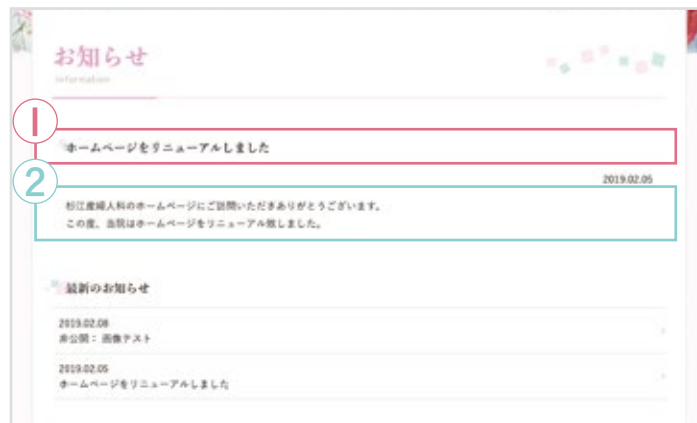 お知らせ
information
1
ホームページをリニューアルしました
2019.02.05
2
杉江産婦人科のホームページにご訪問いただきありがとうございます。
この度、当院はホームページをリニューアル致しました。
最新のお知らせ
2019.02.08
非公開： 画像テスト
2019.02.05
ホームページをリニューアルしました